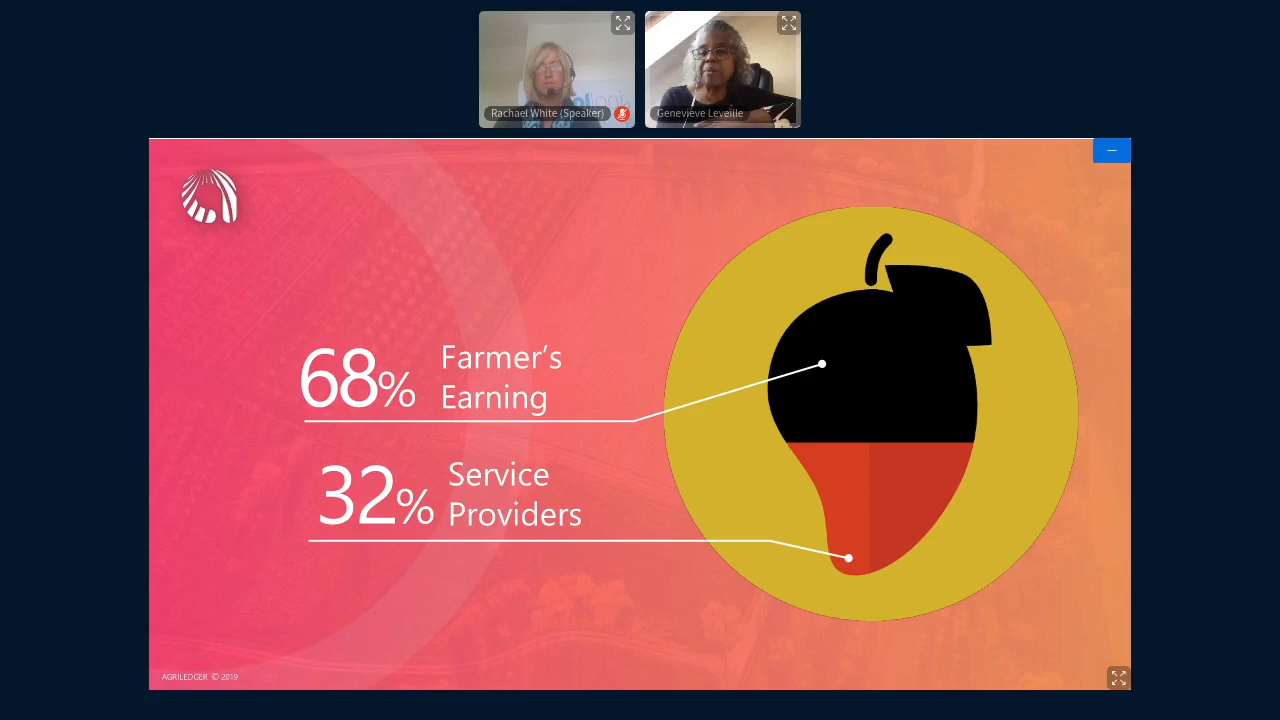 Rachael White (Speaker)
Genevieve Leveille
68% Farmer's
Earning
32% Service
Providers
AGRILEDGER © 2019